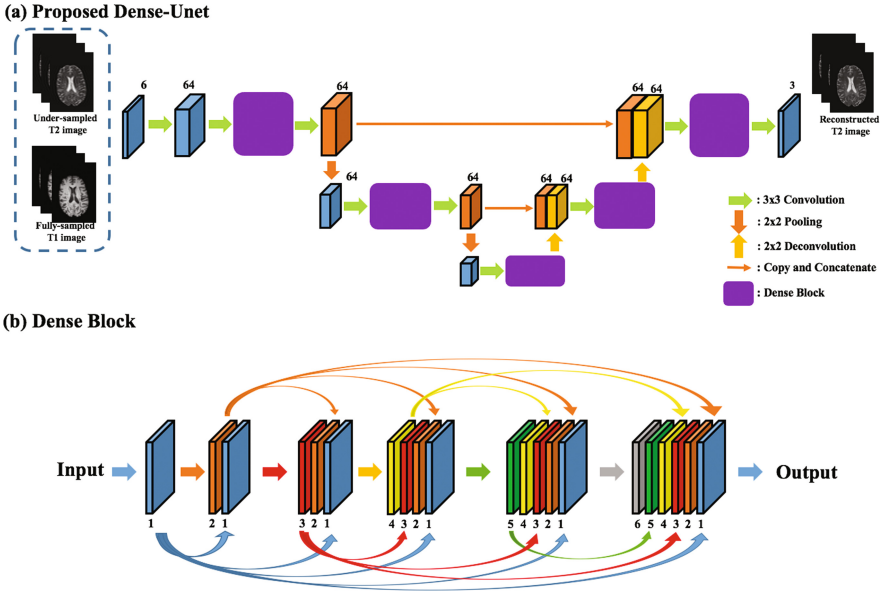 (a) Proposed Dense-Unet
Under-sampled
T2 image
Fully-sampled
T1 image
6
64
64
64 64
3
Reconstructed
T2 image
64
64
64 64
64
: 3x3 Convolution
: 2x2 Pooling
: 2x2 Deconvolution
: Copy and Concatenate
: Dense Block
(b) Dense Block
Input
Output
1
2 1
3 2 1
4 3 2 1
5 4 3 2 1
6 5 4 3 2 1